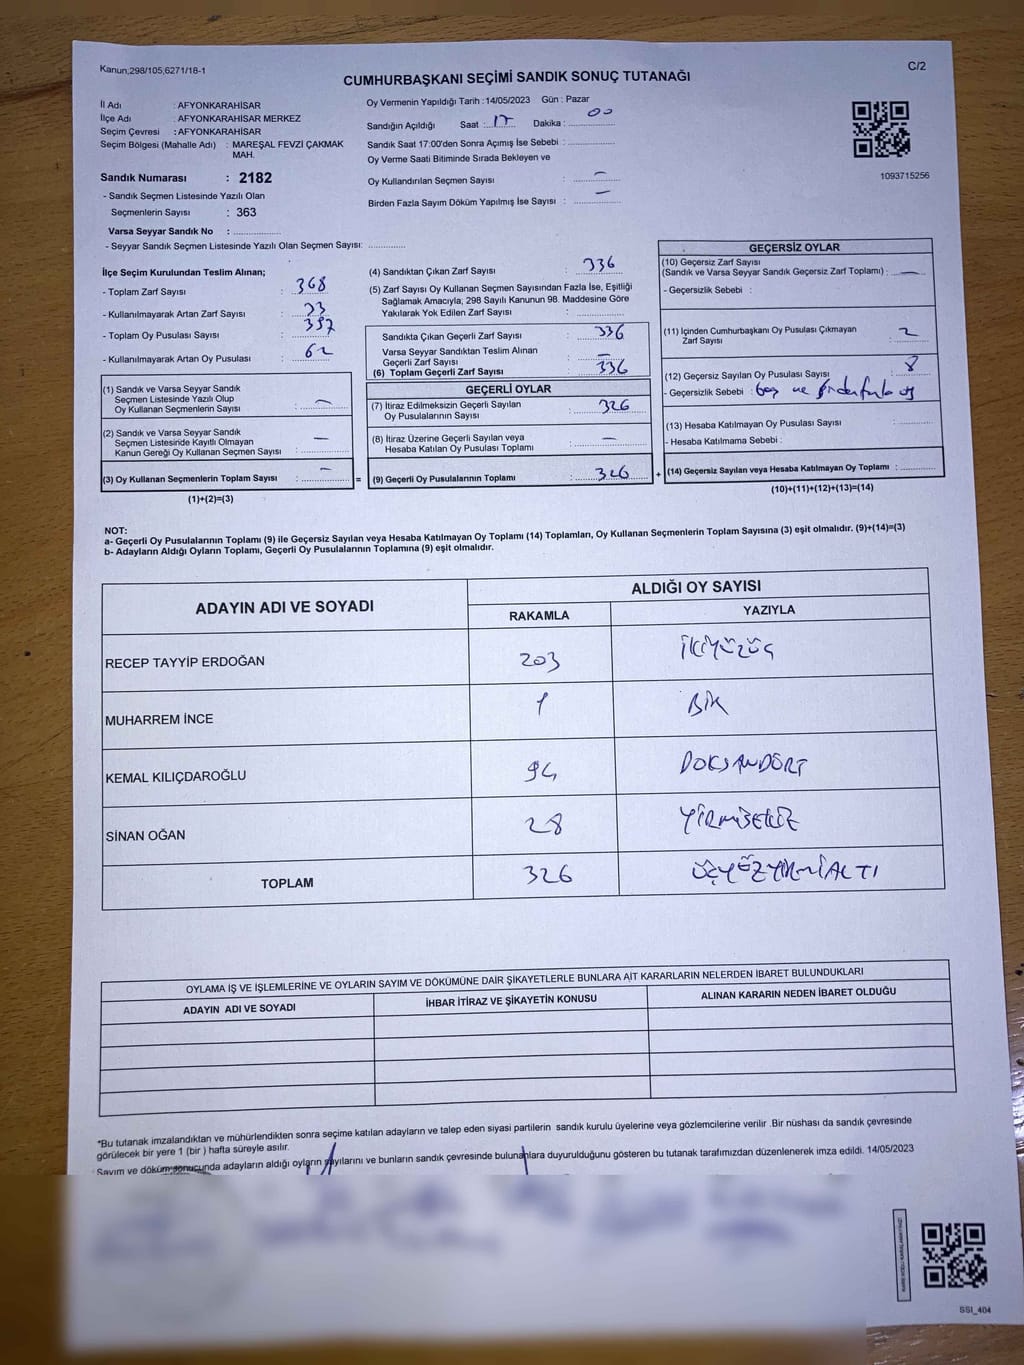 Kanun;298/105;6271/18-1
C/2
CUMHURBAŞKANI SEÇİMİ SANDIK SONUÇ TUTANAĞI
İl Adı : AFYONKARAHİSAR
İlçe Adı : AFYONKARAHİSAR MERKEZ
Seçim Çevresi : AFYONKARAHİSAR
Seçim Bölgesi (Mahalle Adı) : MAREŞAL FEVZİ ÇAKMAK
MAH.
Sandık Numarası : 2182
- Sandık Seçmen Listesinde Yazılı Olan
Seçmenlerin Sayısı : 363
Varsa Seyyar Sandık No :
- Seyyar Sandık Seçmen Listesinde Yazılı Olan Seçmen Sayısı:
Oy Vermenin Yapıldığı Tarih :14/05/2023 Gün : Pazar
Sandığın Açıldığı Saat : 17 Dakika : 00
Sandık Saat 17:00'den Sonra Açımış İse Sebebi :
Oy Verme Saati Bitiminde Sırada Bekleyen ve
Oy Kullandırılan Seçmen Sayısı : —
Birden Fazla Sayım Döküm Yapılmış İse Sayısı : —
1093715256
İlçe Seçim Kurulundan Teslim Alınan;
- Toplam Zarf Sayısı : 368
- Kullanılmayarak Artan Zarf Sayısı :
- Toplam Oy Pusulası Sayısı :
- Kullanılmayarak Artan Oy Pusulası : 62
(1) Sandık ve Varsa Seyyar Sandık
Seçmen Listesinde Yazılı Olup
Oy Kullanan Seçmenlerin Sayısı : —
(2) Sandık ve Varsa Seyyar Sandık
Seçmen Listesinde Kayıtlı Olmayan
Kanun Gereği Oy Kullanan Seçmen Sayısı : —
(3) Oy Kullanan Seçmenlerin Toplam Sayısı : —
(1)+(2)=(3)
=
(4) Sandıktan Çıkan Zarf Sayısı : 336
(5) Zarf Sayısı Oy Kullanan Seçmen Sayısından Fazla İse, Eşitliği
Sağlamak Amacıyla; 298 Sayılı Kanunun 98. Maddesine Göre
Yakılarak Yok Edilen Zarf Sayısı :
Sandıkta Çıkan Geçerli Zarf Sayısı : 336
Varsa Seyyar Sandıktan Teslim Alınan
Geçerli Zarf Sayısı : —
(6) Toplam Geçerli Zarf Sayısı : 336
GEÇERLİ OYLAR
(7) İtiraz Edilmeksizin Geçerli Sayılan
Oy Pusulalarının Sayısı : 326
(8) İtiraz Üzerine Geçerli Sayılan veya
Hesaba Katılan Oy Pusulası Toplamı : —
(9) Geçerli Oy Pusulalarının Toplamı : 326
+
GEÇERSİZ OYLAR
(10) Geçersiz Zarf Sayısı
(Sandık ve Varsa Seyyar Sandık Geçersiz Zarf Toplamı) : —
- Geçersizlik Sebebi :
(11) İçinden Cumhurbaşkanı Oy Pusulası Çıkmayan
Zarf Sayısı : 2
(12) Geçersiz Sayılan Oy Pusulası Sayısı : 8
- Geçersizlik Sebebi : boş ve birden fazla oy
(13) Hesaba Katılmayan Oy Pusulası Sayısı :
- Hesaba Katılmama Sebebi :
(14) Geçersiz Sayılan veya Hesaba Katılmayan Oy Toplamı :
(10)+(11)+(12)+(13)=(14)
NOT:
a- Geçerli Oy Pusulalarının Toplamı (9) ile Geçersiz Sayılan veya Hesaba Katılmayan Oy Toplamı (14) Toplamları, Oy Kullanan Seçmenlerin Toplam Sayısına (3) eşit olmalıdır. (9)+(14)=(3)
b- Adayların Aldığı Oyların Toplamı, Geçerli Oy Pusulalarının Toplamına (9) eşit olmalıdır.
ADAYIN ADI VE SOYADI
ALDIĞI OY SAYISI
RAKAMLA YAZIYLA
RECEP TAYYİP ERDOĞAN 203 İKİYÜZÜÇ
MUHARREM İNCE 1 BİR
KEMAL KILIÇDAROĞLU 94 DOKSANDÖRT
SİNAN OĞAN 28 YİRMİSEKİZ
TOPLAM 326 ÜÇYÜZYİRMİALTI
OYLAMA İŞ VE İŞLEMLERİNE VE OYLARIN SAYIM VE DÖKÜMÜNE DAİR ŞİKAYETLERLE BUNLARA AİT KARARLARIN NELERDEN İBARET BULUNDUKLARI
ADAYIN ADI VE SOYADI İHBAR İTİRAZ VE ŞİKAYETİN KONUSU ALINAN KARARIN NEDEN İBARET OLDUĞU
*Bu tutanak imzalandıktan ve mühürlendikten sonra seçime katılan adayların ve talep eden siyasi partilerin sandık kurulu üyelerine veya gözlemcilerine verilir .Bir nüshası da sandık çevresinde
görülecek bir yere 1 (bir ) hafta süreyle asılır.
Sayım ve döküm sonucunda adayların aldığı oyların sayılarını ve bunların sandık çevresinde bulunanlara duyurulduğunu gösteren bu tutanak tarafımızdan düzenlenerek imza edildi. 14/05/2023
SSI_404